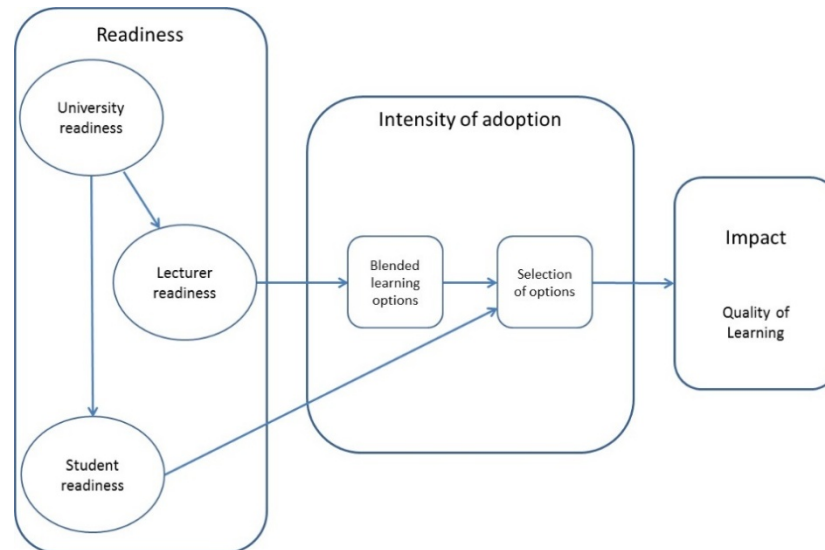 Readiness
University
readiness
Lecturer
readiness
Student
readiness
Intensity of adoption
Blended
learning
options
Selection
of options
Impact
Quality of
Learning